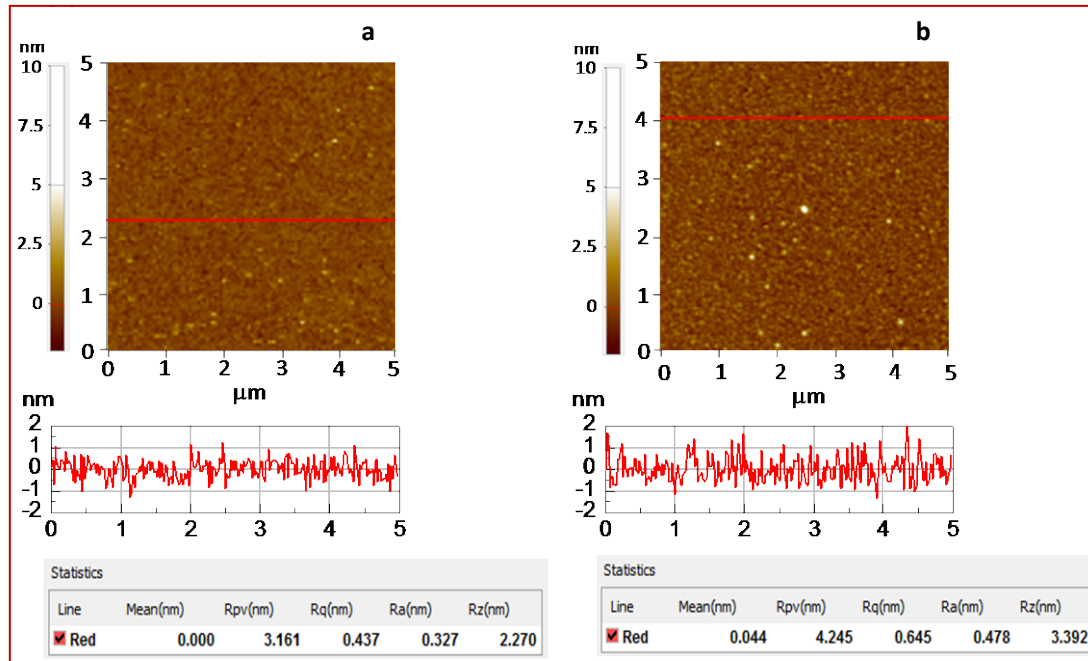 a
nm
10
7.5
5
2.5
0
5
4
3
2
1
0
0 1 2 3 4 5
μm
nm
2
1
0
-1
-2
0 1 2 3 4 5
Statistics
Line Mean(nm) Rpv(nm) Rq(nm) Ra(nm) Rz(nm)
Red 0.000 3.161 0.437 0.327 2.270
b
nm
10
7.5
5
2.5
0
5
4
3
2
1
0
0 1 2 3 4 5
μm
nm
2
1
0
-1
-2
0 1 2 3 4 5
Statistics
Line Mean(nm) Rpv(nm) Rq(nm) Ra(nm) Rz(nm)
Red 0.044 4.245 0.645 0.478 3.392